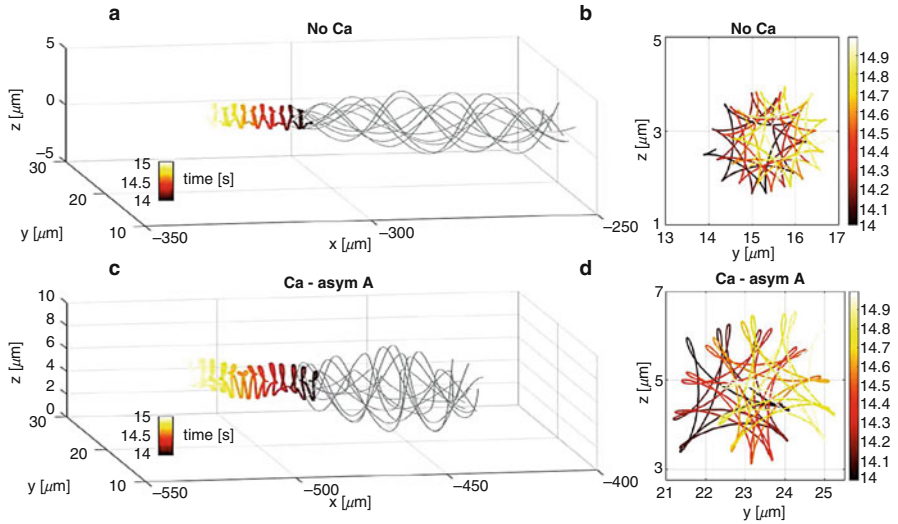 a
No Ca
z [μm]
5
0
−5
30
20
10
y [μm]
15
14.5
14
time [s]
−350
−300
−250
x [μm]
b
No Ca
5
3
1
z [μm]
13 14 15 16 17
y [μm]
14.9
14.8
14.7
14.6
14.5
14.4
14.3
14.2
14.1
14
c
Ca - asym A
z [μm]
10
8
6
4
2
0
30
20
10
y [μm]
15
14.5
14
time [s]
−550
−500
−450
−400
x [μm]
d
Ca - asym A
7
5
3
z [μm]
21 22 23 24 25
y [μm]
14.9
14.8
14.7
14.6
14.5
14.4
14.3
14.2
14.1
14